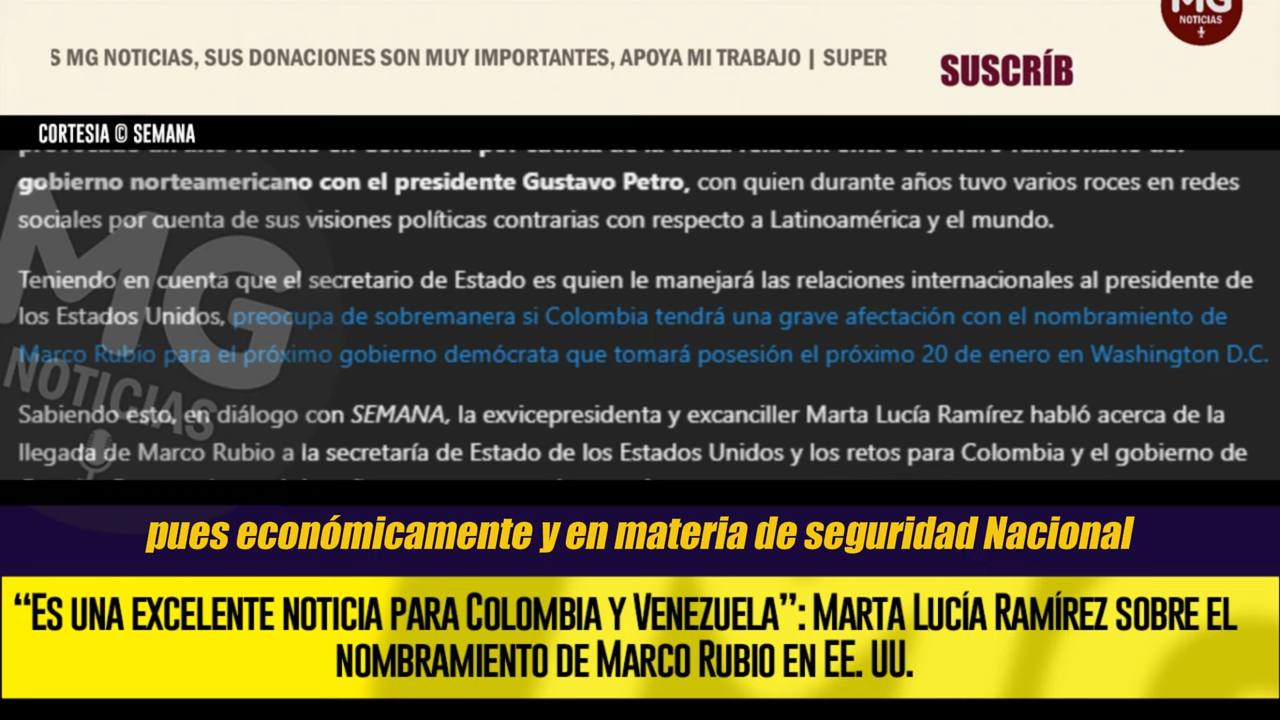 MG
NOTICIAS
S MG NOTICIAS, SUS DONACIONES SON MUY IMPORTANTES, APOYA MI TRABAJO | SUPER
SUSCRÍB
CORTESIA © SEMANA
gobierno norteamericano con el presidente Gustavo Petro, con quien durante años tuvo varios roces en redes
sociales por cuenta de sus visiones políticas contrarias con respecto a Latinoamérica y el mundo.
Teniendo en cuenta que el secretario de Estado es quien le manejará las relaciones internacionales al presidente de
los Estados Unidos, preocupa de sobremanera si Colombia tendrá una grave afectación con el nombramiento de
Marco Rubio para el próximo gobierno demócrata que tomará posesión el próximo 20 de enero en Washington D.C.
Sabiendo esto, en diálogo con SEMANA, la exvicepresidenta y excanciller Marta Lucía Ramírez habló acerca de la
llegada de Marco Rubio a la secretaría de Estado de los Estados Unidos y los retos para Colombia y el gobierno de
MG
NOTICIAS
pues económicamente y en materia de seguridad Nacional
“ES UNA EXCELENTE NOTICIA PARA COLOMBIA Y VENEZUELA”: MARTA LUCÍA RAMÍREZ SOBRE EL
NOMBRAMIENTO DE MARCO RUBIO EN EE. UU.